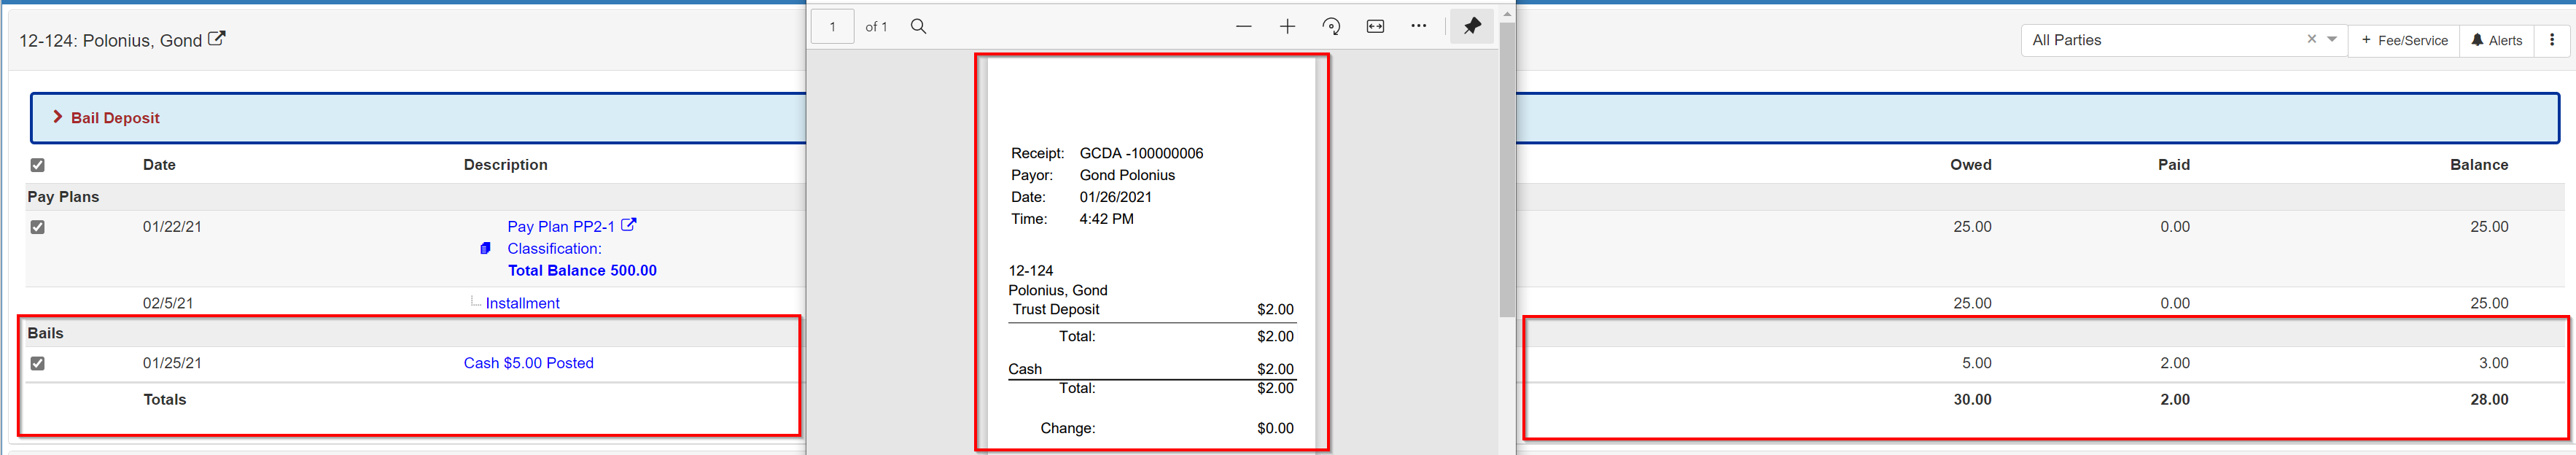 12-124: Polonius, Gond
1 of 1
All Parties
+ Fee/Service
Alerts
Bail Deposit
Date Description Owed Paid Balance
Pay Plans
01/22/21 Pay Plan PP2-1 25.00 0.00 25.00
Classification:
Total Balance 500.00
02/5/21 Installment 25.00 0.00 25.00
Bails
01/25/21 Cash $5.00 Posted 5.00 2.00 3.00
Totals 30.00 2.00 28.00
Receipt: GCDA -100000006
Payor: Gond Polonius
Date: 01/26/2021
Time: 4:42 PM
12-124
Polonius, Gond
Trust Deposit $2.00
Total: $2.00
Cash $2.00
Total: $2.00
Change: $0.00